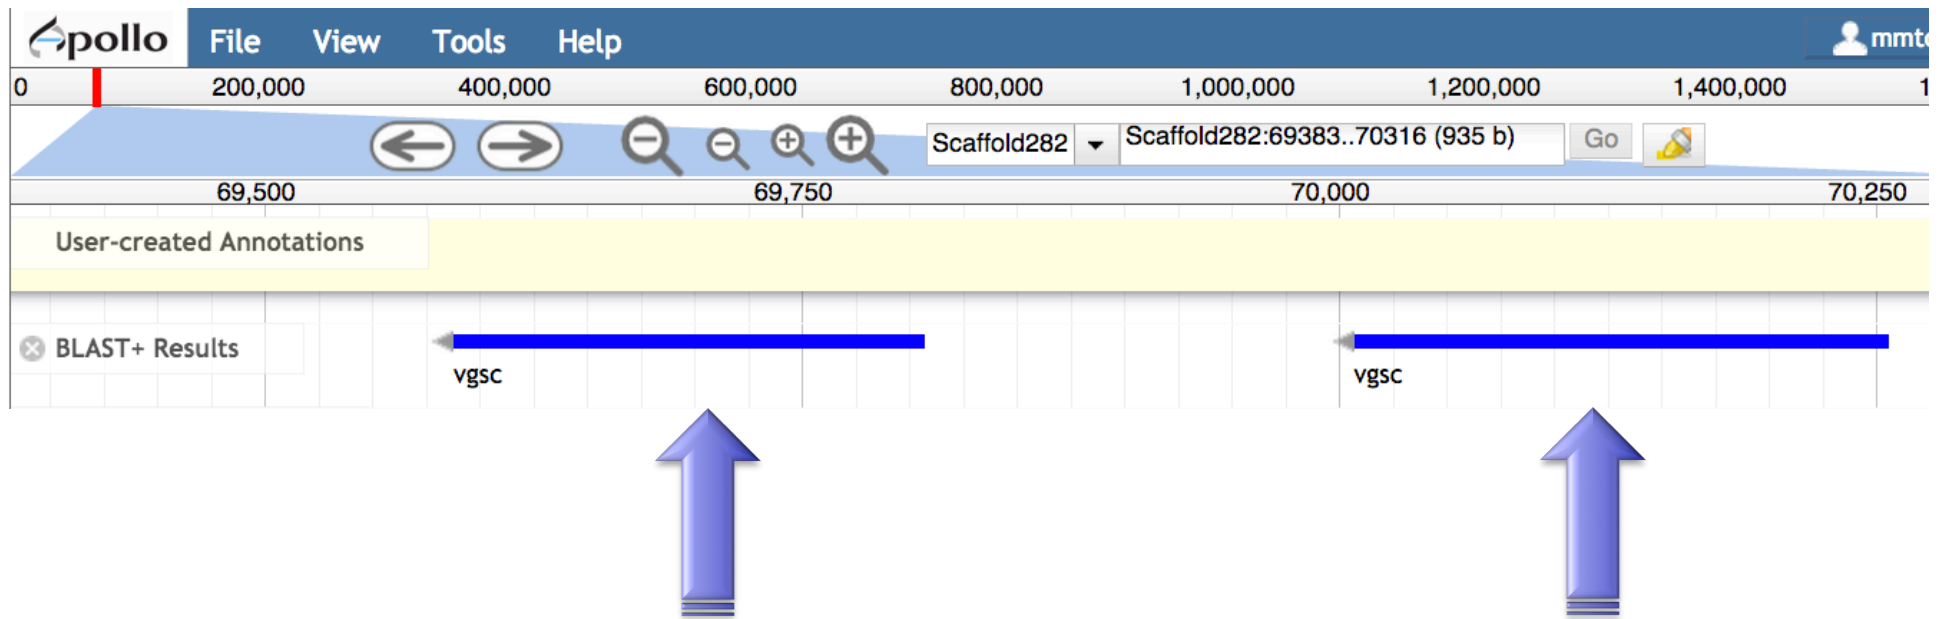 Apollo File View Tools Help mmtc
0 200,000 400,000 600,000 800,000 1,000,000 1,200,000 1,400,000 1
Scaffold282 Scaffold282:69383..70316 (935 b) Go
69,500 69,750 70,000 70,250
User-created Annotations
BLAST+ Results
vgsc vgsc